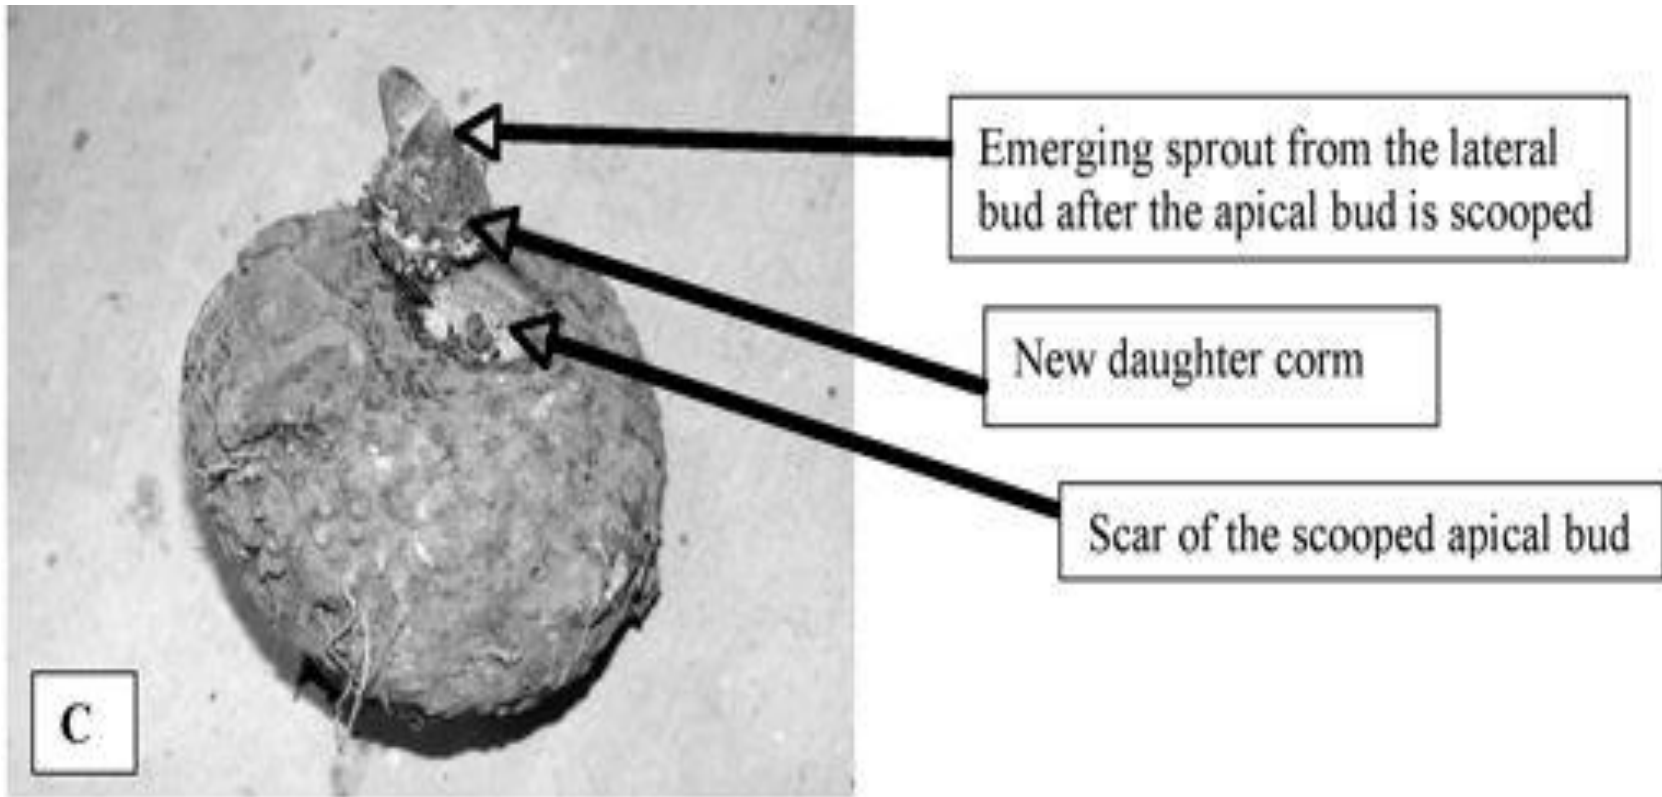 Emerging sprout from the lateral
bud after the apical bud is scooped
New daughter corm
Scar of the scooped apical bud
C